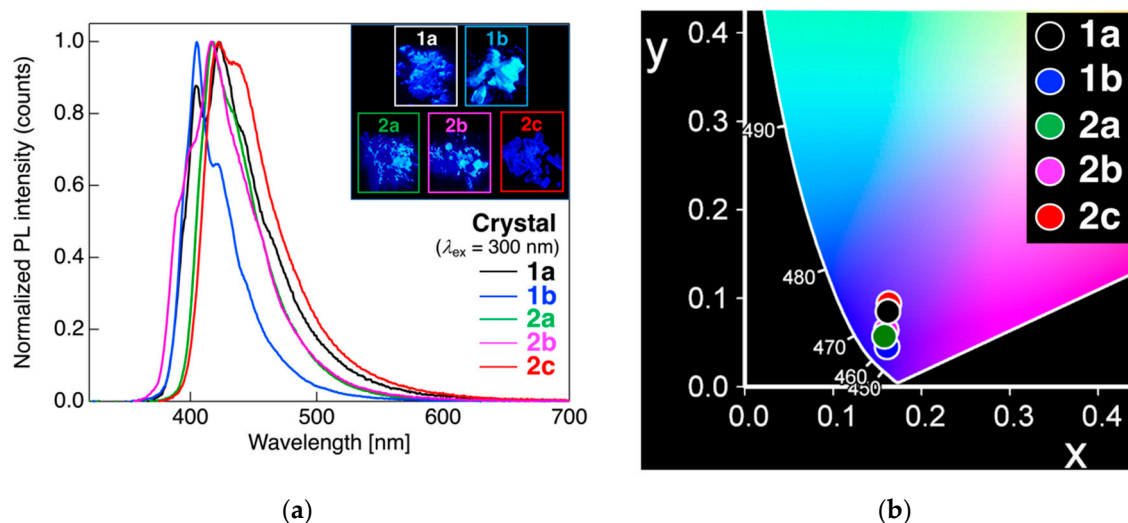 1.0
0.8
0.6
0.4
0.2
0.0
400
500
600
700
Normalized PL intensity (counts)
Wavelength [nm]
1a
1b
2a
2b
2c
Crystal
(λex = 300 nm)
1a
1b
2a
2b
2c
(a)
y
0.4
0.3
0.2
0.1
0.0
0.0
0.1
0.2
0.3
0.4
x
490
480
470
460
450
1a
1b
2a
2b
2c
(b)